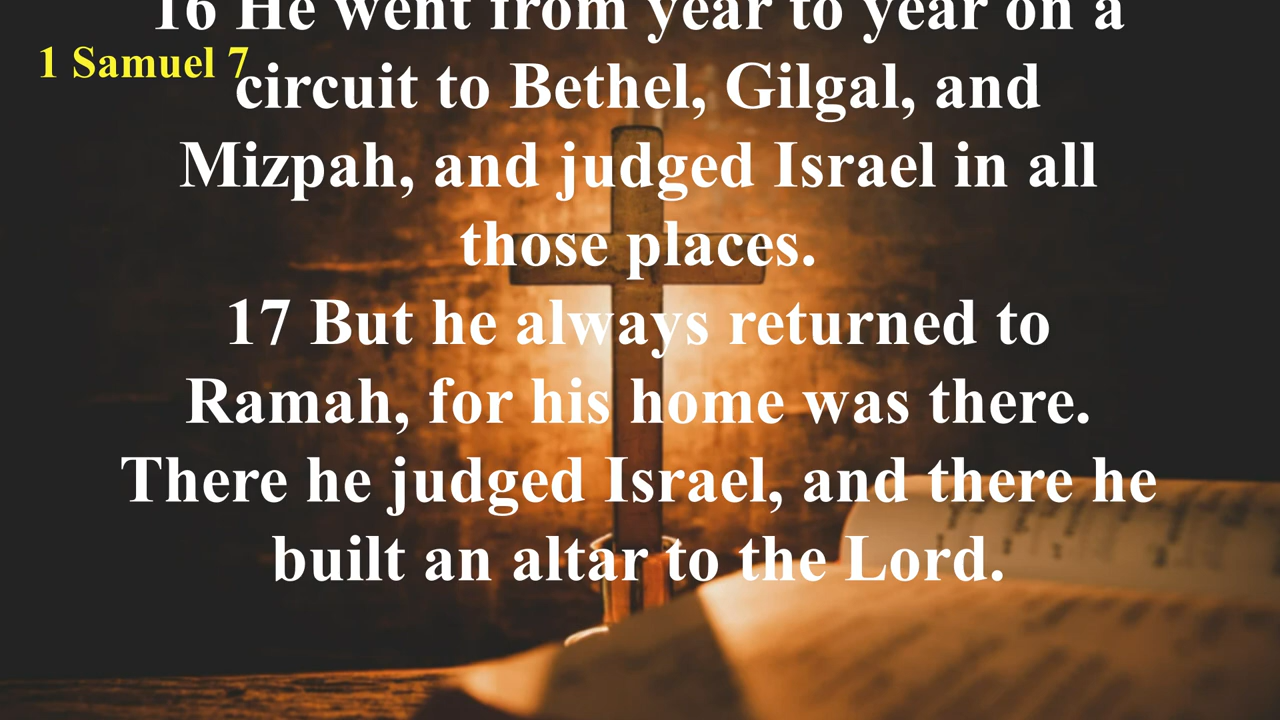 16 He went from year to year on a
1 Samuel 7
circuit to Bethel, Gilgal, and
Mizpah, and judged Israel in all
those places.
17 But he always returned to
Ramah, for his home was there.
There he judged Israel, and there he
built an altar to the Lord.